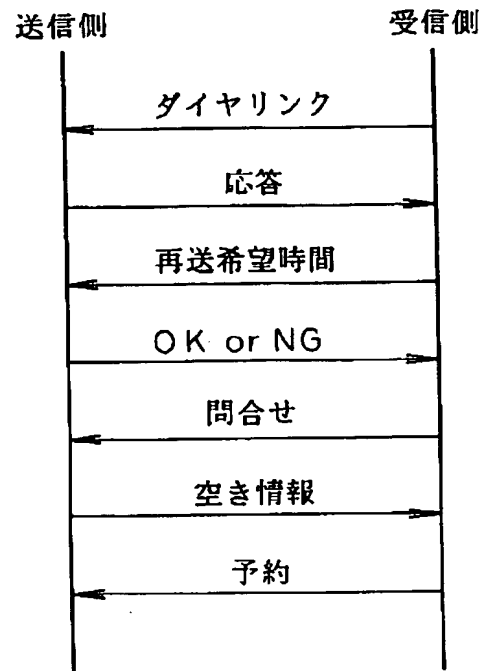 送信側
受信側
ダイヤリンク
応答
再送希望時間
OK or NG
問合せ
空き情報
予約